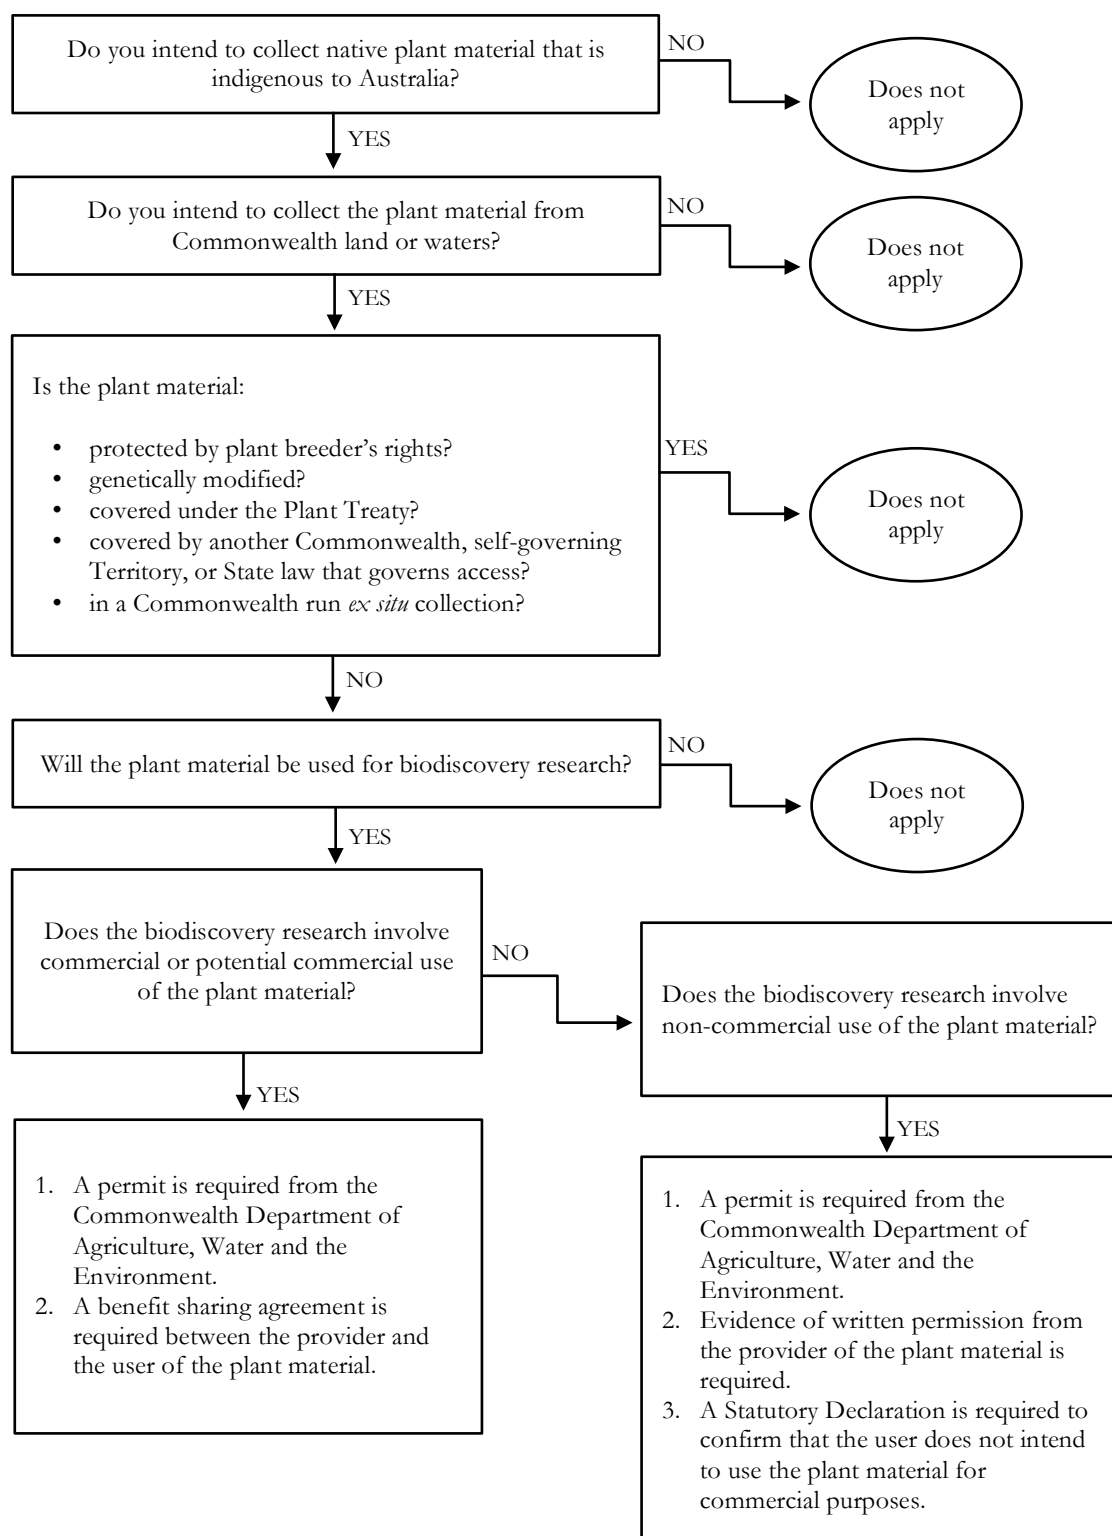 Do you intend to collect native plant material that is
indigenous to Australia?
NO
Does not
apply
YES
Do you intend to collect the plant material from
Commonwealth land or waters?
NO
Does not
apply
YES
Is the plant material:
• protected by plant breeder’s rights?
• genetically modified?
• covered under the Plant Treaty?
• covered by another Commonwealth, self-governing
Territory, or State law that governs access?
• in a Commonwealth run ex situ collection?
YES
Does not
apply
NO
Will the plant material be used for biodiscovery research?
NO
Does not
apply
YES
Does the biodiscovery research involve
commercial or potential commercial use
of the plant material?
NO
Does the biodiscovery research involve
non-commercial use of the plant material?
YES
1. A permit is required from the
Commonwealth Department of
Agriculture, Water and the
Environment.
2. A benefit sharing agreement is
required between the provider and
the user of the plant material.
YES
1. A permit is required from the
Commonwealth Department of
Agriculture, Water and the
Environment.
2. Evidence of written permission from
the provider of the plant material is
required.
3. A Statutory Declaration is required to
confirm that the user does not intend
to use the plant material for
commercial purposes.